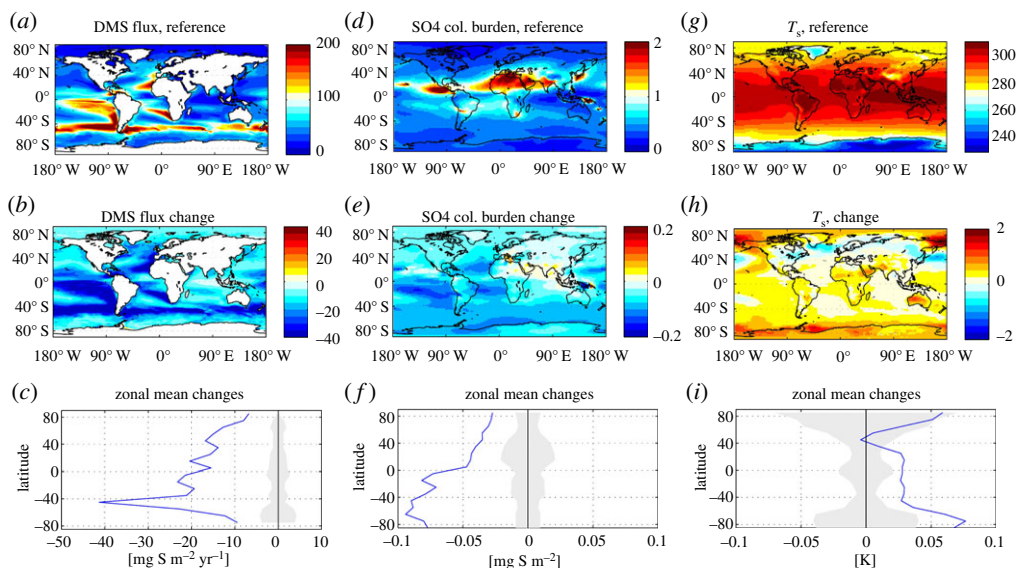 (a) DMS flux, reference
80° N
40° N
0°
40° S
80° S
180° W 90° W 0° 90° E 180° W
200
100
0
(d) SO4 col. burden, reference
80° N
40° N
0°
40° S
80° S
180° W 90° W 0° 90° E 180° W
2
1
0
(g) Ts, reference
80° N
40° N
0°
40° S
80° S
180° W 90° W 0° 90° E 180° W
300
280
260
240
(b) DMS flux change
80° N
40° N
0°
40° S
80° S
180° W 90° W 0° 90° E 180° W
40
20
0
−20
−40
(e) SO4 col. burden change
80° N
40° N
0°
40° S
80° S
180° W 90° W 0° 90° E 180° W
0.2
0
−0.2
(h) Ts, change
80° N
40° N
0°
40° S
80° S
180° W 90° W 0° 90° E 180° W
2
0
−2
(c) zonal mean changes
latitude
80
40
0
−40
−80
−50 −40 −30 −20 −10 0 10
[mg S m−2 yr−1]
(f) zonal mean changes
latitude
80
40
0
−40
−80
−0.1 −0.05 0 0.05 0.1
[mg S m−2]
(i) zonal mean changes
latitude
80
40
0
−40
−80
−0.1 −0.05 0 0.05 0.1
[K]